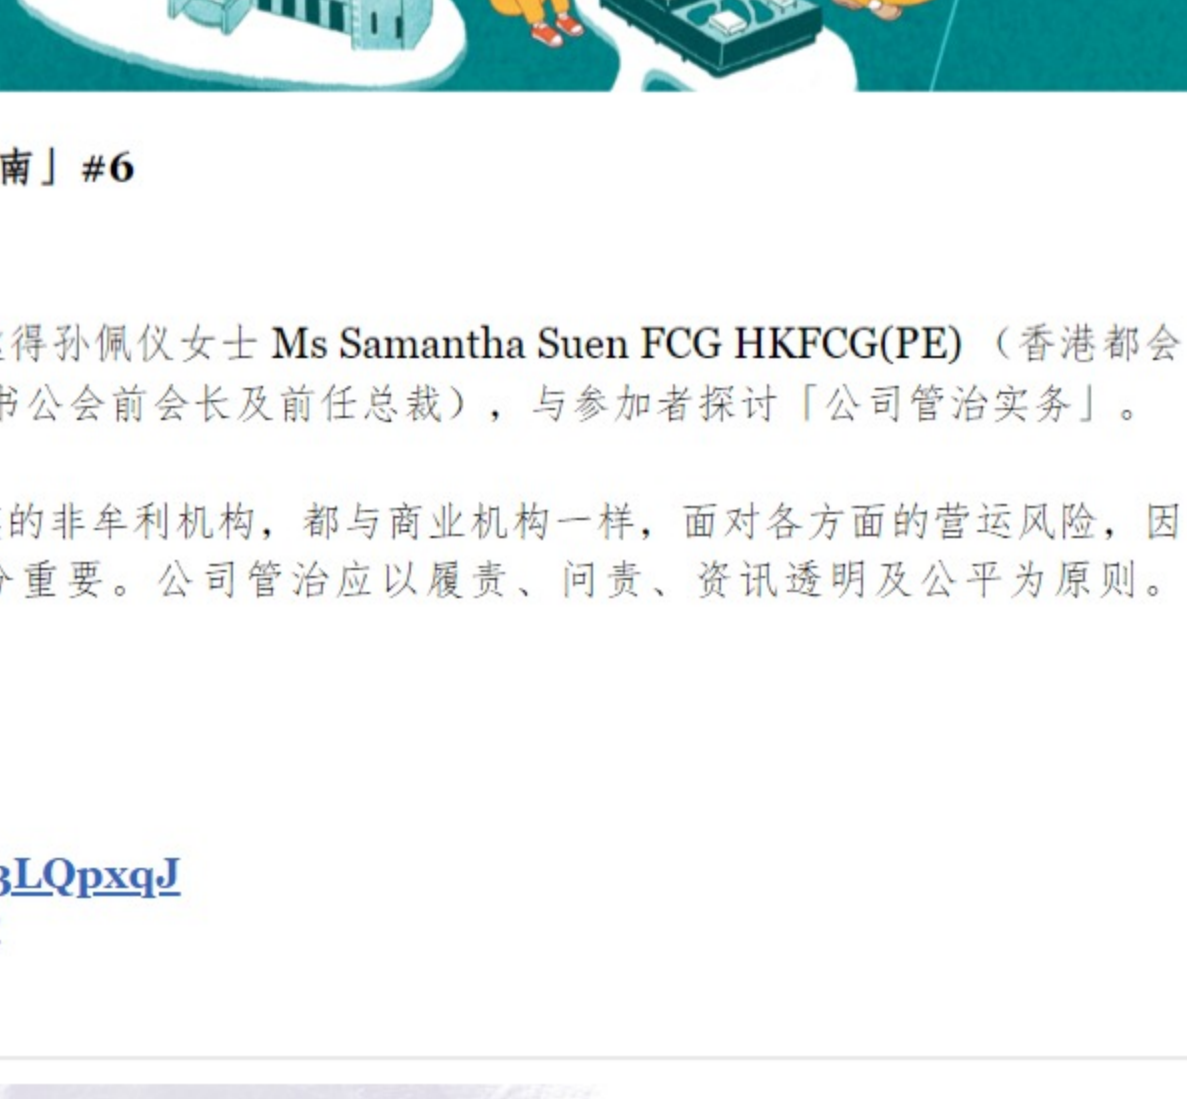 南」#6
得孙佩仪女士 Ms Samantha Suen FCG HKFCG(PE) （香港都会
书公会前会长及前任总裁），与参加者探讨「公司管治实务」。
的非牟利机构，都与商业机构一样，面对各方面的营运风险，因
分重要。公司管治应以履责、问责、资讯透明及公平为原则。
3LQpxqJ